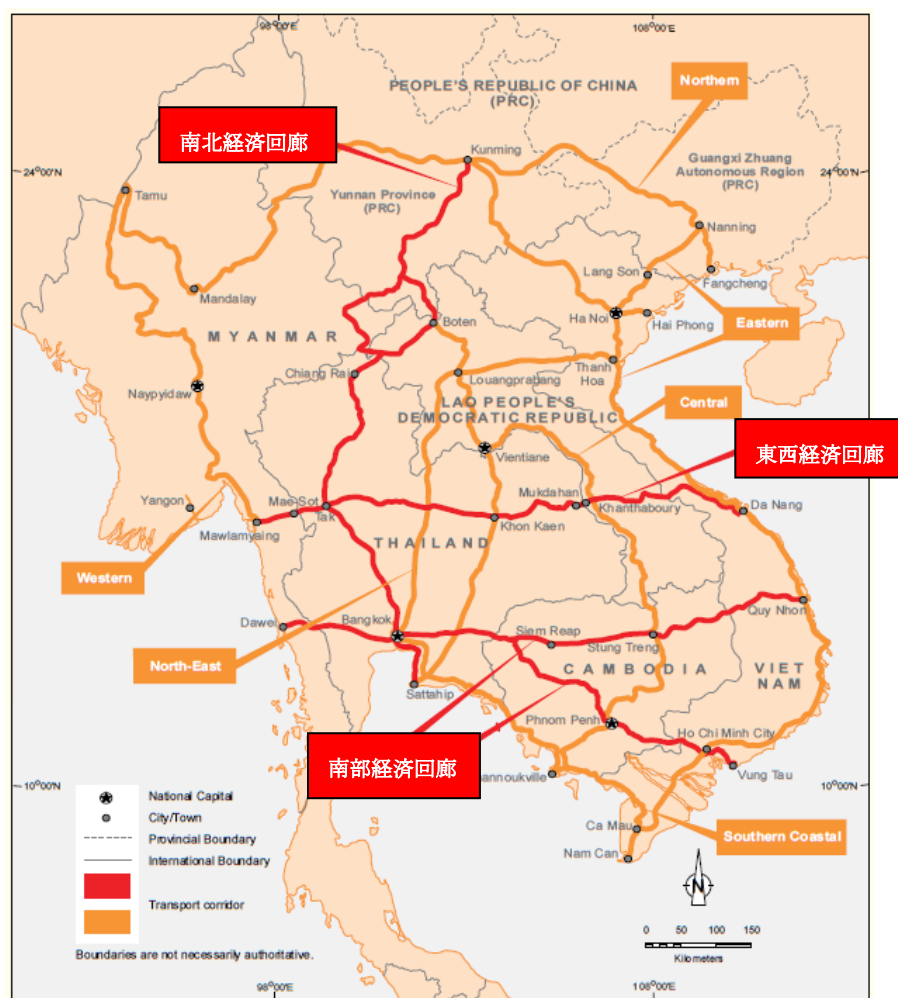 98°00'E
108°00'E
PEOPLE'S REPUBLIC OF CHINA
(PRC)
Northern
南北経済回廊
Kunming
24°00'N
24°00'N
Guangxi Zhuang
Autonomous Region
(PRC)
Yunnan Province
(PRC)
Tamu
Nanning
Lang Son
Fangcheng
Mandalay
Ha Noi
Hai Phong
Boten
Eastern
MYANMAR
Thanh
Hoa
Chiang Rai
Louangprabang
Naypyidaw
LAO PEOPLE'S
DEMOCRATIC REPUBLIC
Central
東西経済回廊
Vientiane
Mukdahan
Yangon
Mae-Sot
Tak
Khanthaboury
Da Nang
Mawlamyaing
Khon Kaen
THAILAND
Western
Quy Nhon
Dawei
Bangkok
Siem Reap
Stung Treng
North-East
CAMBODIA
VIET
NAM
Sattahip
Phnom Penh
Ho Chi Minh City
南部経済回廊
annoukville
Vung Tau
10°00'N
10°00'N
National Capital
City/Town
Provincial Boundary
International Boundary
Transport corridor
Ca Mau
Southern Coastal
Nam Can
N
0 50 100 150
Kilometers
Boundaries are not necessarily authoritative.
98°00'E
108°00'E